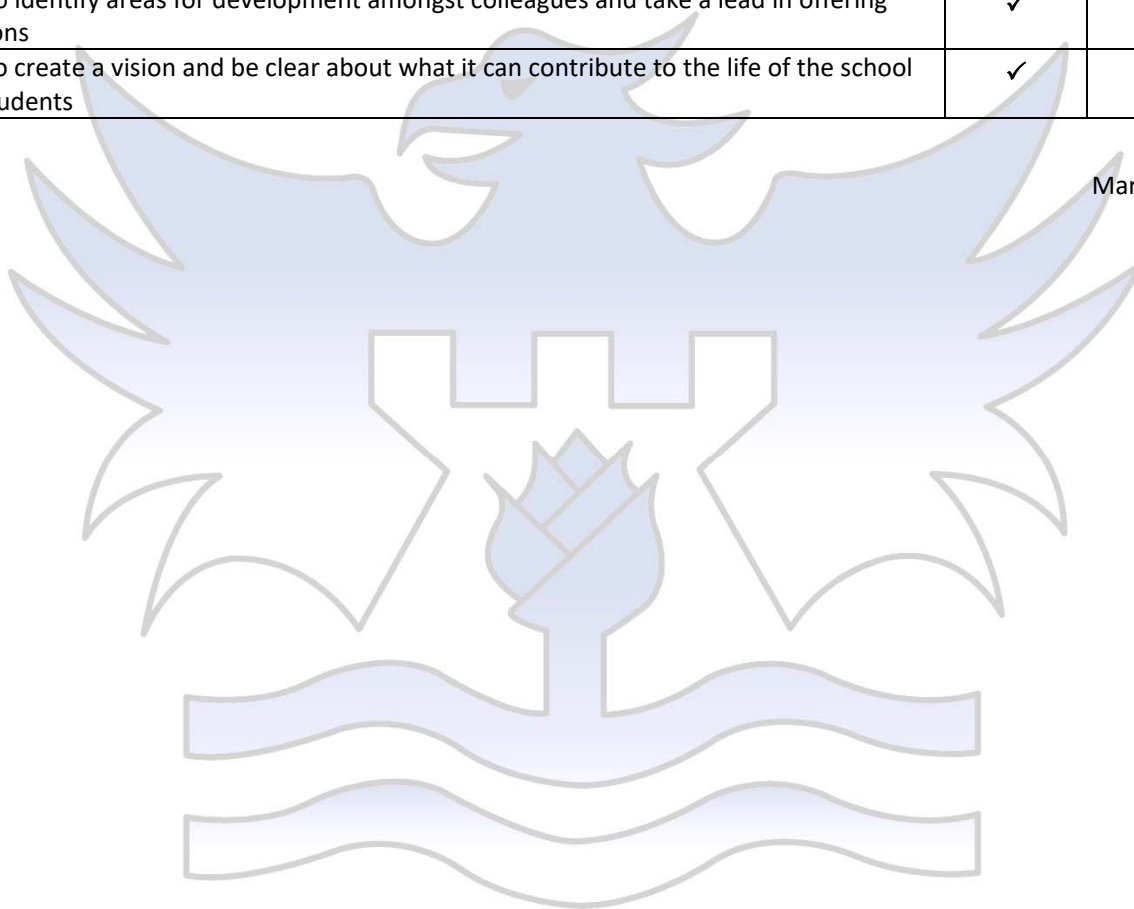 o identify areas for development amongst colleagues and take a lead in offering
ons
✓
o create a vision and be clear about what it can contribute to the life of the school
udents
✓
Mar